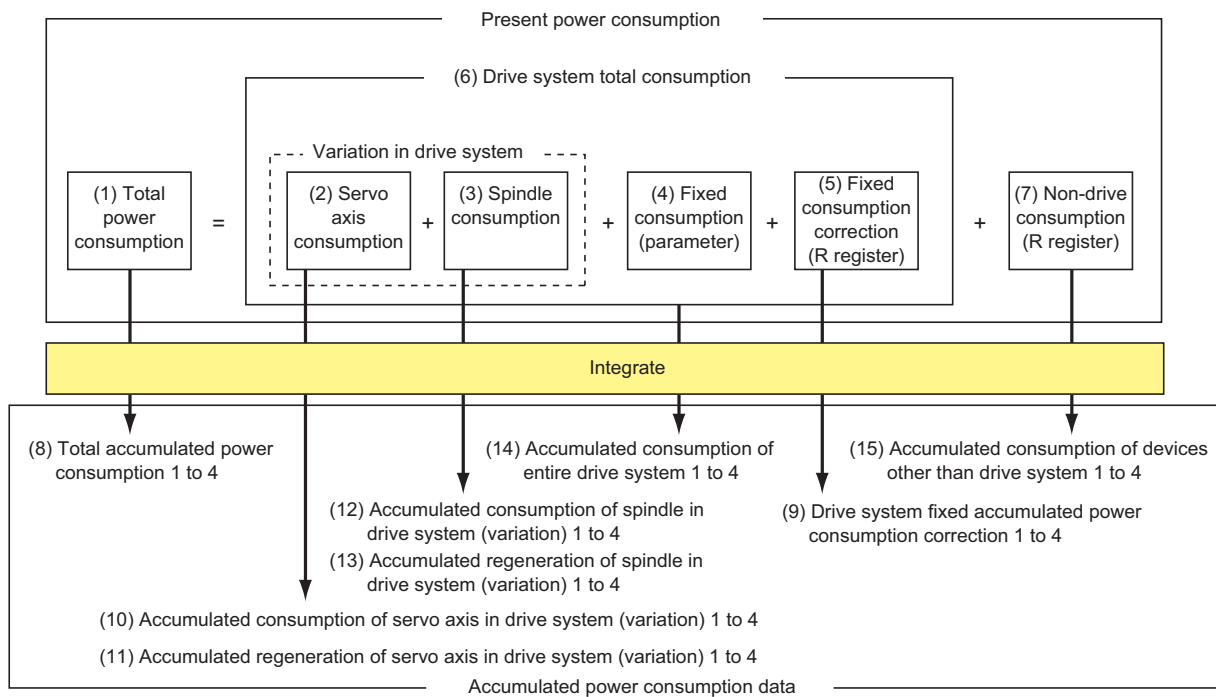 Present power consumption
(6) Drive system total consumption
Variation in drive system
(1) Total
power
consumption
=
(2) Servo
axis
consumption
+
(3) Spindle
consumption
+
(4) Fixed
consumption
(parameter)
+
(5) Fixed
consumption
correction
(R register)
+
(7) Non-drive
consumption
(R register)
Integrate
(8) Total accumulated power
consumption 1 to 4
(14) Accumulated consumption of
entire drive system 1 to 4
(15) Accumulated consumption of devices
other than drive system 1 to 4
(12) Accumulated consumption of spindle in
drive system (variation) 1 to 4
(13) Accumulated regeneration of spindle in
drive system (variation) 1 to 4
(9) Drive system fixed accumulated power
consumption correction 1 to 4
(10) Accumulated consumption of servo axis in drive system (variation) 1 to 4
(11) Accumulated regeneration of servo axis in drive system (variation) 1 to 4
Accumulated power consumption data